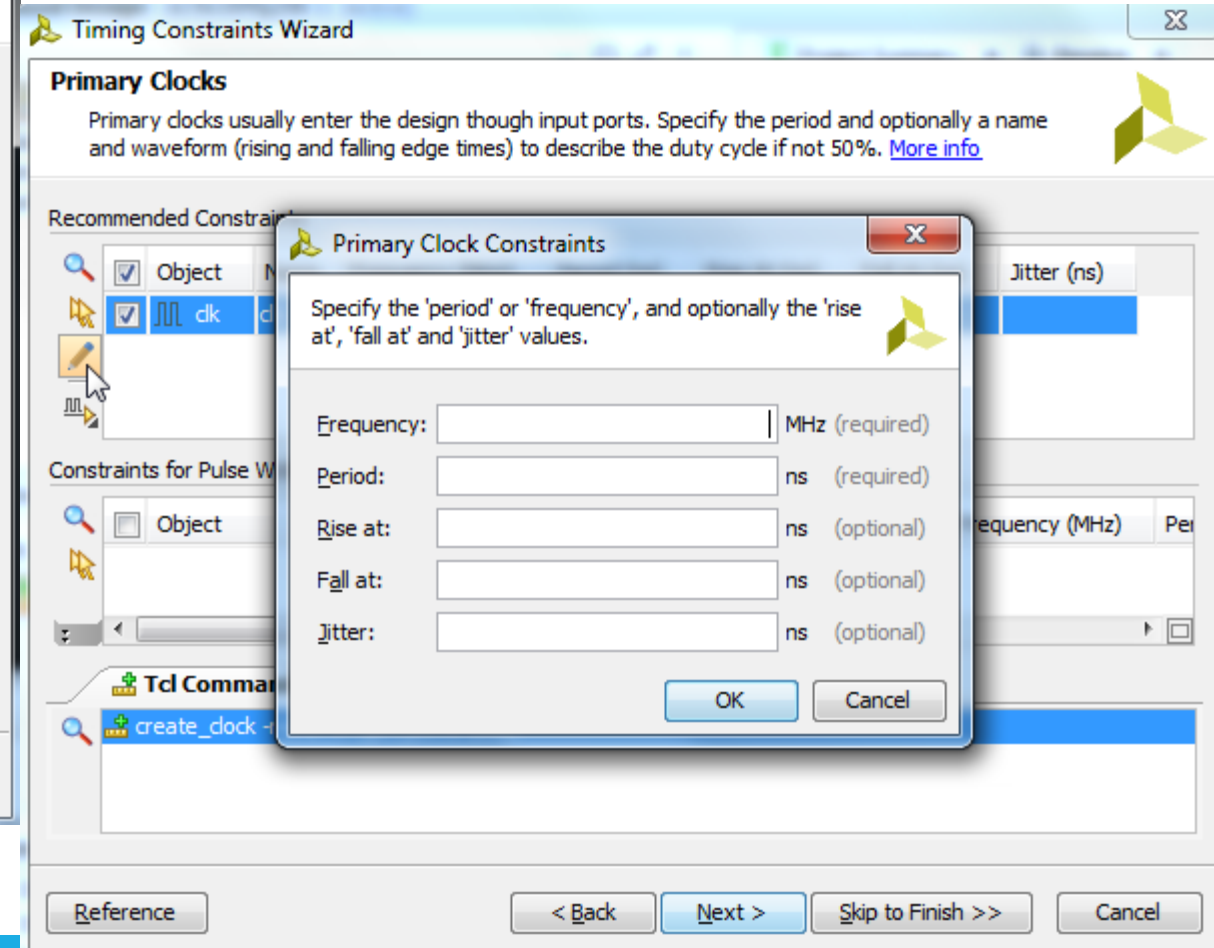 Timing Constraints Wizard
Primary Clocks
Primary clocks usually enter the design though input ports. Specify the period and optionally a name
and waveform (rising and falling edge times) to describe the duty cycle if not 50%. More info
Recommended
Object
Jitter (ns)
clk
Primary Clock Constraints
Specify the 'period' or 'frequency', and optionally the 'rise
at', 'fall at' and 'jitter' values.
Frequency: MHz (required)
Period: ns (required)
Rise at: ns (optional)
Fall at: ns (optional)
Jitter: ns (optional)
OK Cancel
Constraints for Pulse
Object (MHz)
Tcl
create_clock
Reference < Back Next > Skip to Finish >> Cancel